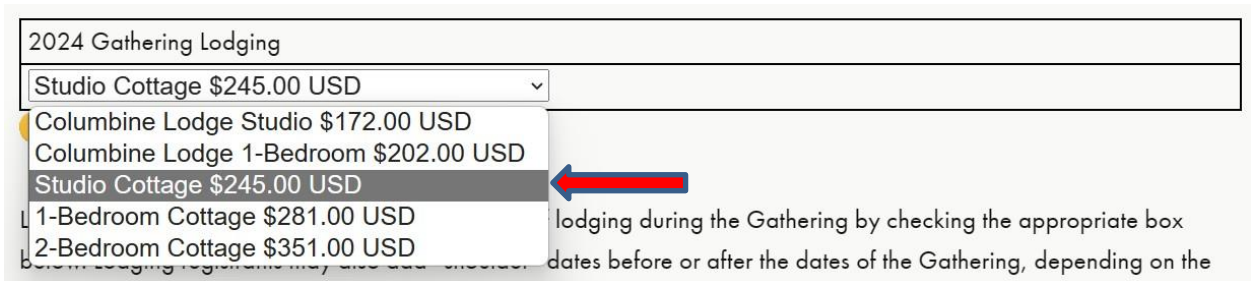 2024 Gathering Lodging
Studio Cottage $245.00 USD
Columbine Lodge Studio $172.00 USD
Columbine Lodge 1-Bedroom $202.00 USD
Studio Cottage $245.00 USD
1-Bedroom Cottage $281.00 USD
lodging during the Gathering by checking the appropriate box
2-Bedroom Cottage $351.00 USD
dates before or after the dates of the Gathering, depending on the